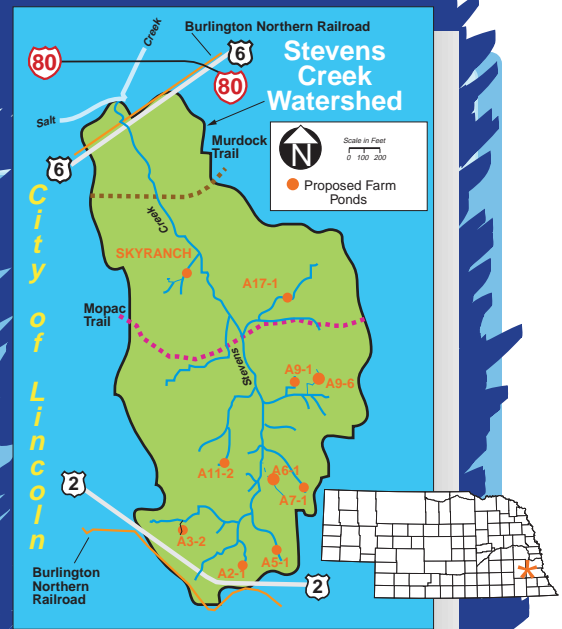 Burlington Northern Railroad
Creek
80
6
80
Stevens
Creek
Watershed
Salt
6
Murdock
Trail
N
Scale in Feet
0 100 200
Proposed Farm
Ponds
City of Lincoln
Creek
SKYRANCH
A17-1
Mopac
Trail
Stevens
A9-1
A9-6
A11-2
A6-1
A7-1
2
A3-2
A5-1
A2-1
2
Burlington
Northern
Railroad